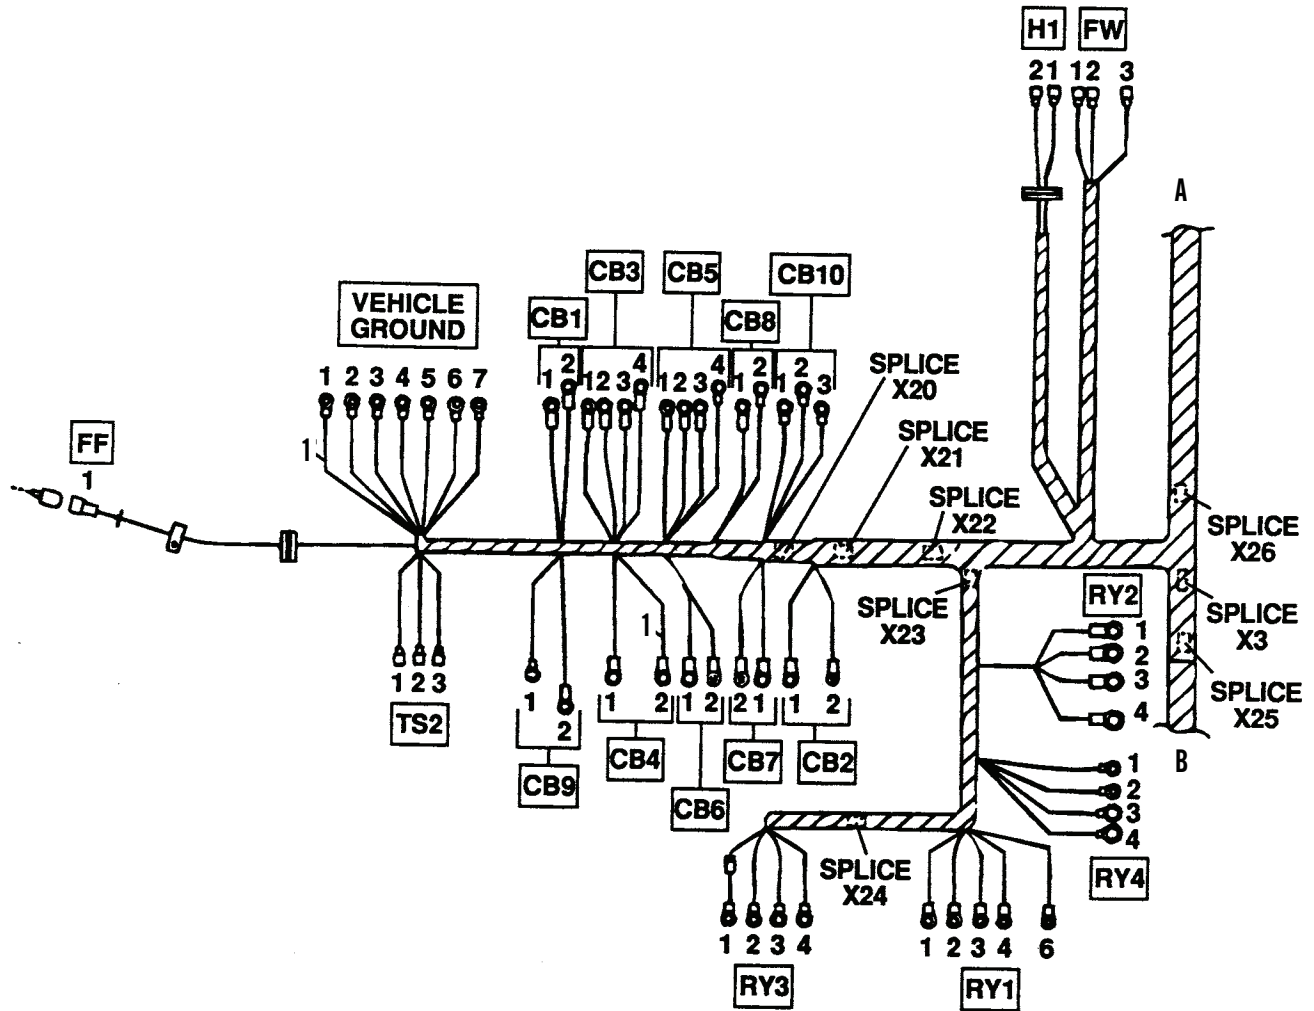 H1 FW
2 1 1 2 3
A
CB3 CB5 CB10
VEHICLE
GROUND
CB1 CB8
1 2 3 4 5 6 7
1 2 1 2 3 4 1 2 3 4 1 2 1 2 3
SPLICE
X20
SPLICE
X21
SPLICE
X22
FF
1
1
SPLICE
X26
SPLICE
X23
RY2
1
2
3
4
SPLICE
X3
SPLICE
X25
B
1 2 3
TS2
1
1 2 1 2 1 2 2 1 1 2
CB9 CB4 CB6 CB7 CB2
1
2
3
4
RY4
SPLICE
X24
1 2 3 4
RY3
1 2 3 4 6
RY1